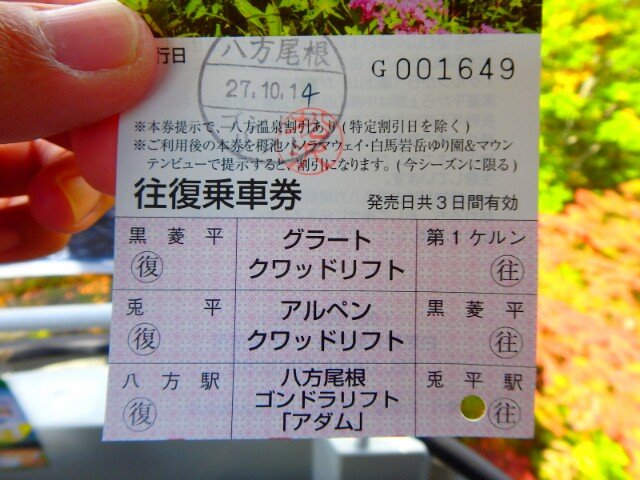 行日
八方尾根
27.10.14
G001649
※本券提示で、八方温泉割引あり(特定割引日を除く)
※ご利用後の本券を栂池パノラマウェイ・白馬岩岳ゆり園&マウン
テンビューで提示すると、割引になります。(今シーズンに限る)
往復乗車券 発売日共3日間有効
黒菱平 グラート 第1ケルン
復 クワッドリフト 往
兎平 アルペン 黒菱平
復 クワッドリフト 往
八方駅 八方尾根 兎平駅
復 ゴンドラリフト 往
「アダム」